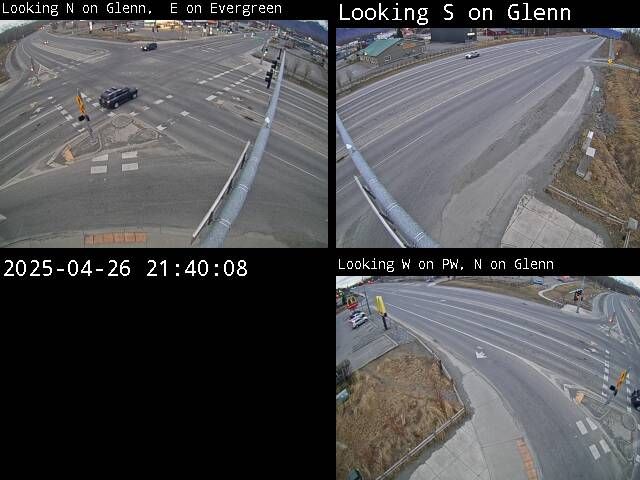 Looking N on Glenn,  E on Evergreen
Looking S on Glenn
2025-04-26 21:40:08
Looking W on PW, N on Glenn